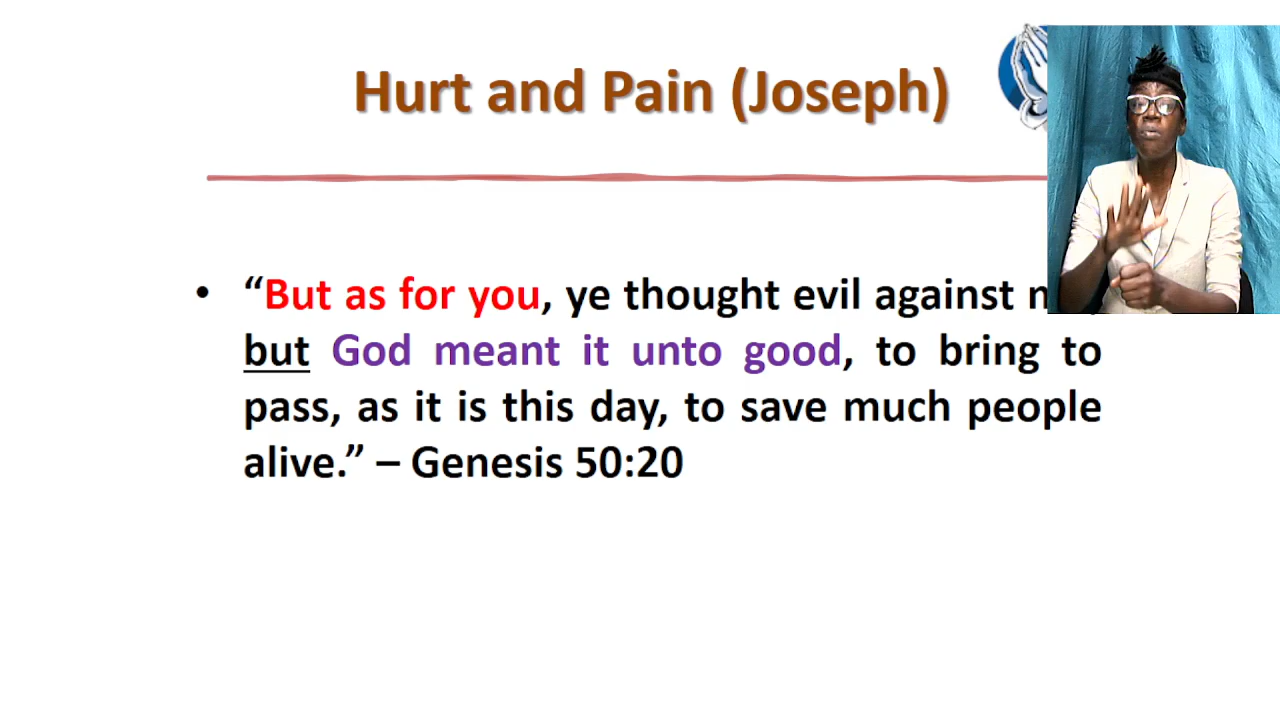 Hurt and Pain (Joseph)
• “But as for you, ye thought evil against
but God meant it unto good, to bring to
pass, as it is this day, to save much people
alive.” – Genesis 50:20